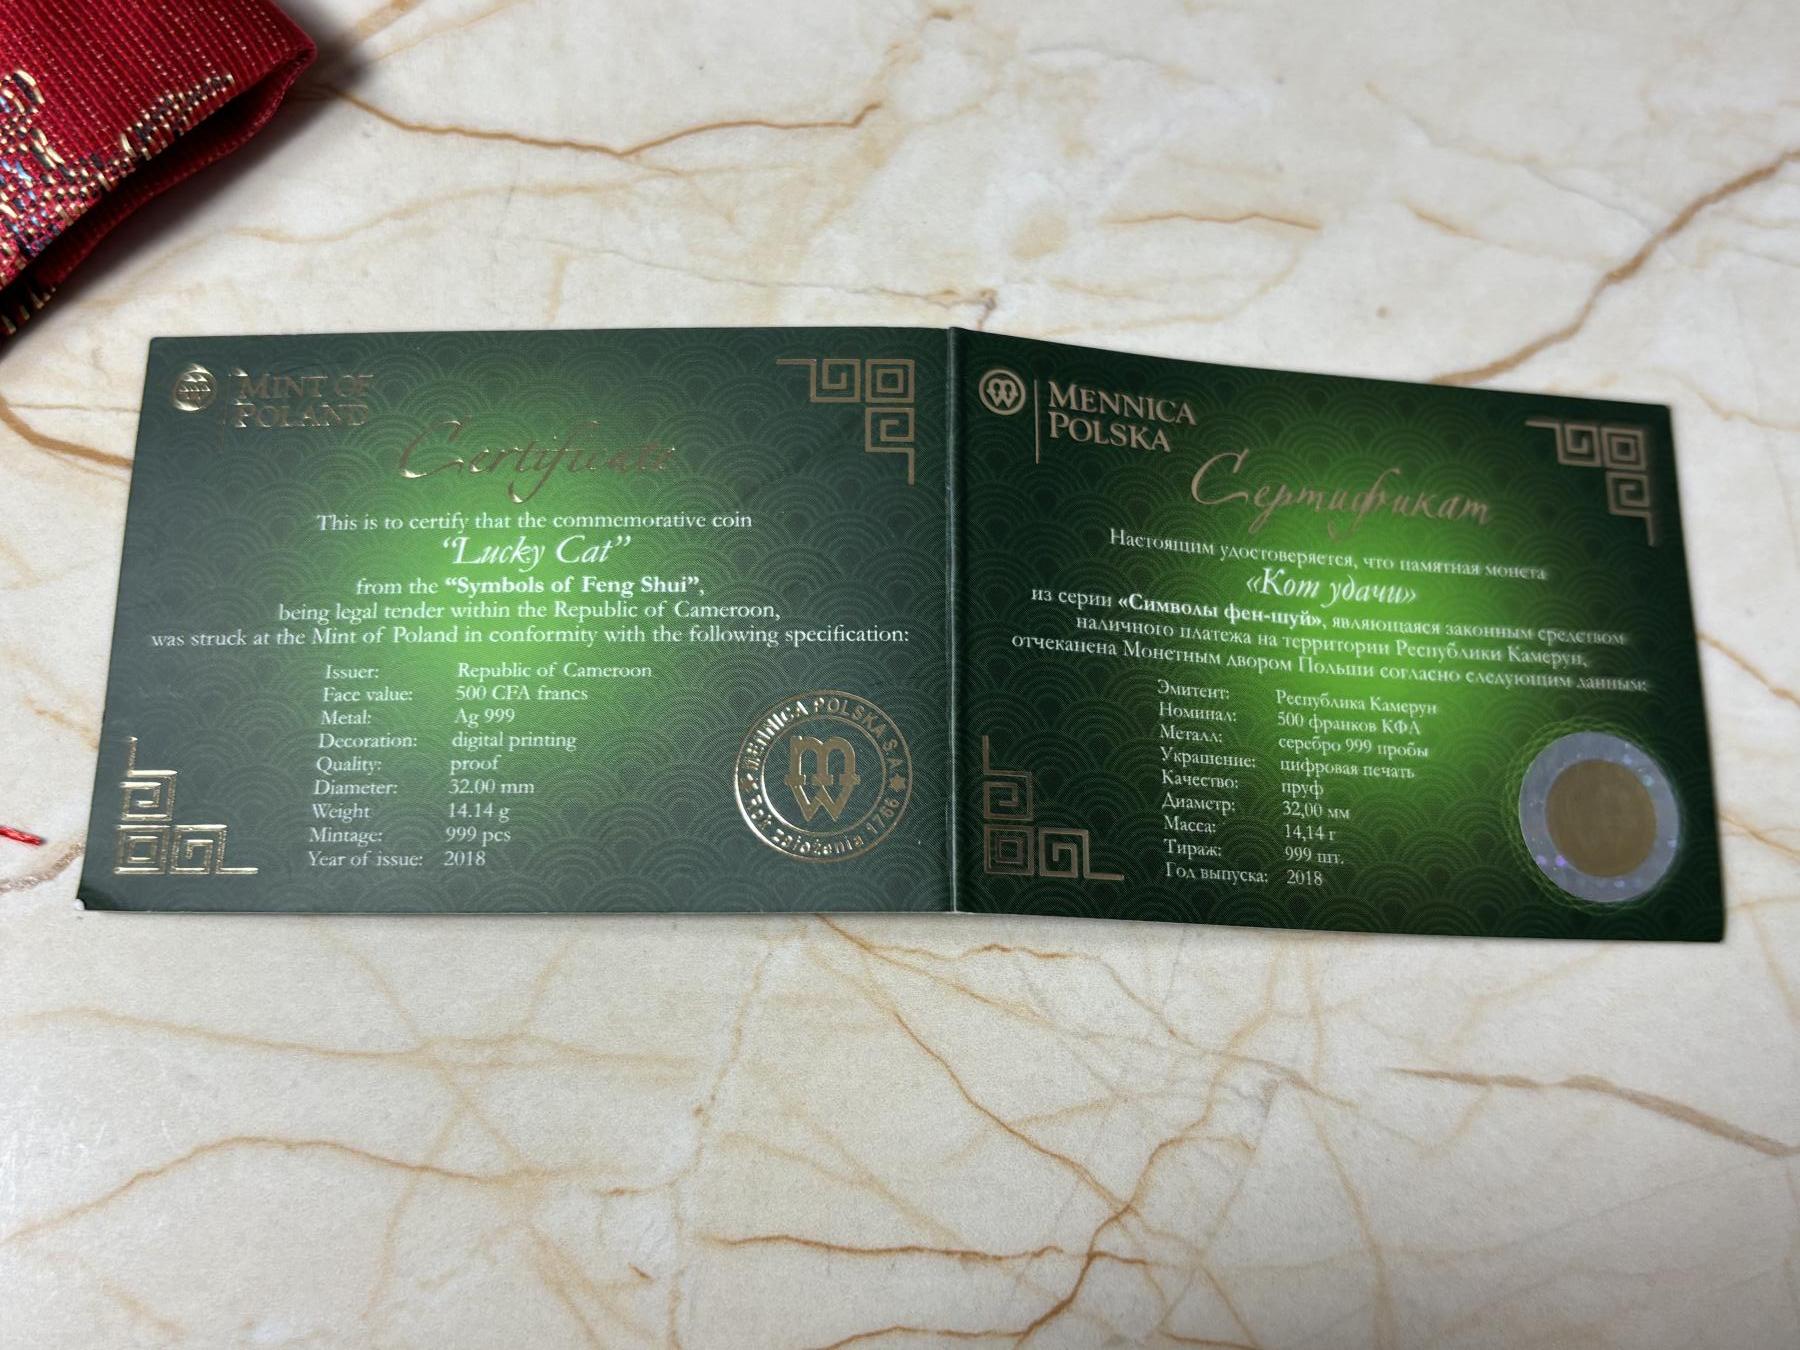 MINT OF
POLAND
Certificate
This is to certify that the commemorative coin
“Lucky Cat”
from the “Symbols of Feng Shui”,
being legal tender within the Republic of Cameroon,
was struck at the Mint of Poland in conformity with the following specification:
Issuer: Republic of Cameroon
Face value: 500 CFA francs
Metal: Ag 999
Decoration: digital printing
Quality: proof
Diameter: 32.00 mm
Weight 14.14 g
Mintage: 999 pcs
Year of issue: 2018
MENNICA POLSKA S.A.
ROK założenia 1766
MENNICA
POLSKA
Сертификат
Настоящим удостоверяется, что памятная монета
«Кот удачи»
из серии «Символы фен-шуй», являющаяся законным средством
наличного платежа на территории Республики Камерун,
отчеканена Монетным двором Польши согласно следующим данным:
Эмитент: Республика Камерун
Номинал: 500 франков КФА
Металл: серебро 999 пробы
Украшение: цифровая печать
Качество: пруф
Диаметр: 32,00 мм
Масса: 14,14 г
Тираж: 999 шт.
Год выпуска: 2018